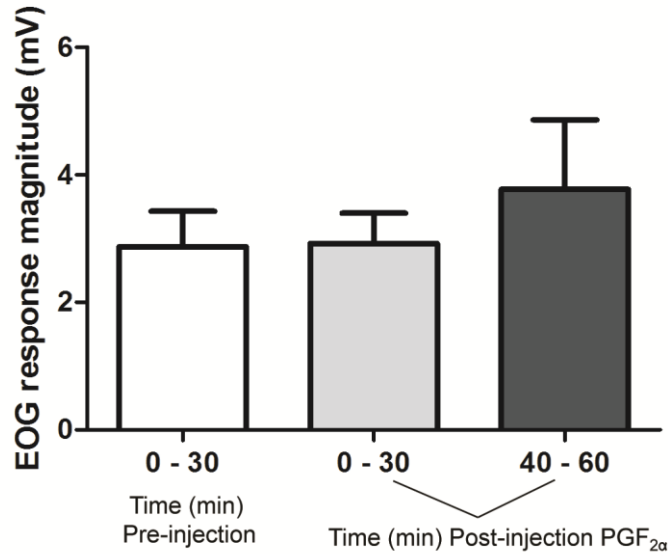 EOG response magnitude (mV)
6
4
2
0
0 - 30
0 - 30
40 - 60
Time (min)
Pre-injection
Time (min) Post-injection PGF₂α